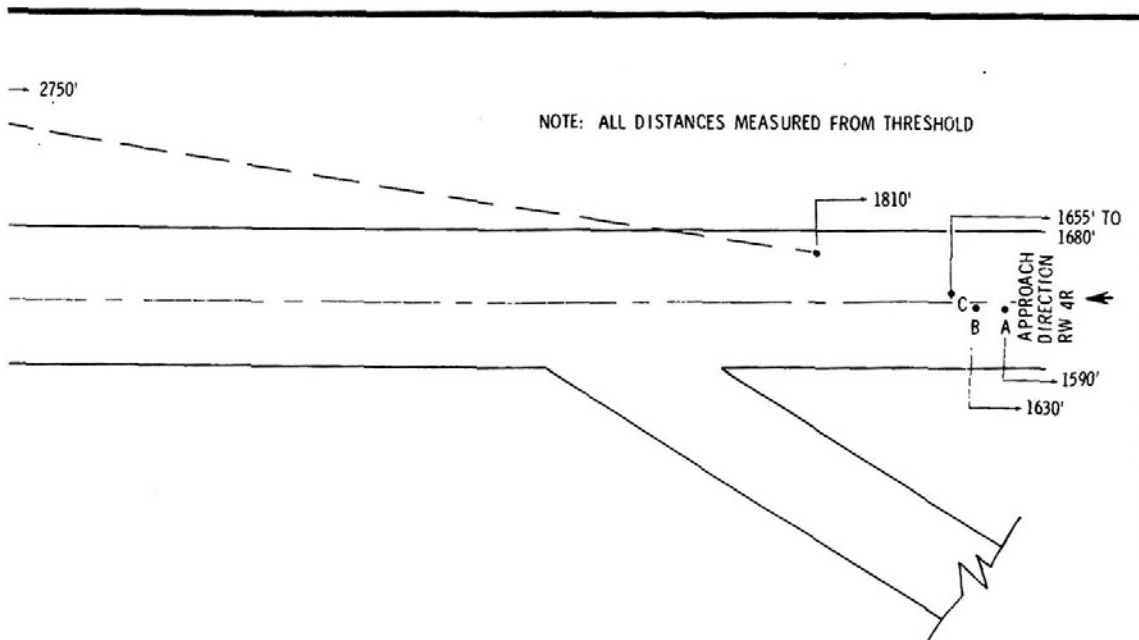 2750'
NOTE: ALL DISTANCES MEASURED FROM THRESHOLD
1810'
1655' TO
1680'
APPROACH
DIRECTION
RW 4R
C
B
A
1590'
1630'